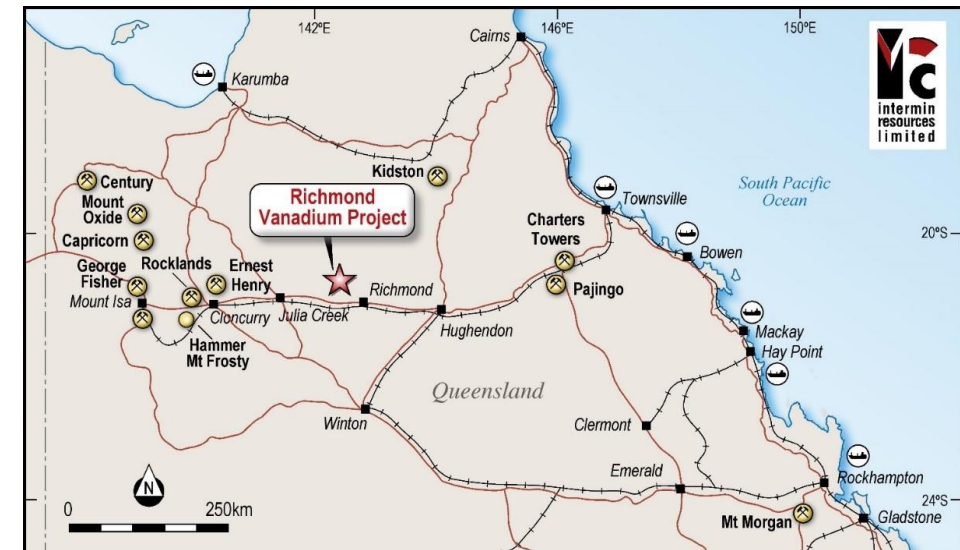 142°E
146°E
150°E
Cairns
intermin
resources
limited
Karumba
Kidston
Century
Mount
Oxide
Capricorn
George
Fisher
Mount Isa
Rocklands
Ernest
Henry
Cloncurry
Hammer
Mt Frosty
Julia Creek
Richmond
Vanadium Project
Richmond
Hughendon
Charters
Towers
Pajingo
Townsville
South Pacific
Ocean
20°S
Bowen
Mackay
Hay Point
Queensland
Winton
Clermont
Emerald
Rockhampton
24°S
Mt Morgan
Gladstone
N
0
250km